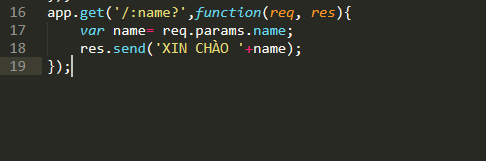 16 app.get('/:name?',function(req, res){
17 var name= req.params.name;
18 res.send('XIN CHÀO '+name);
19 });